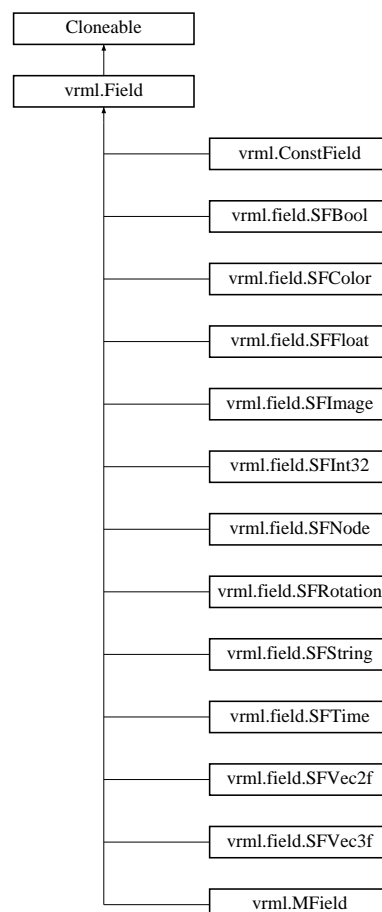 Cloneable
vrml.Field
vrml.ConstField
vrml.field.SFBool
vrml.field.SFColor
vrml.field.SFFloat
vrml.field.SFImage
vrml.field.SFInt32
vrml.field.SFNode
vrml.field.SFRotation
vrml.field.SFString
vrml.field.SFTime
vrml.field.SFVec2f
vrml.field.SFVec3f
vrml.MField